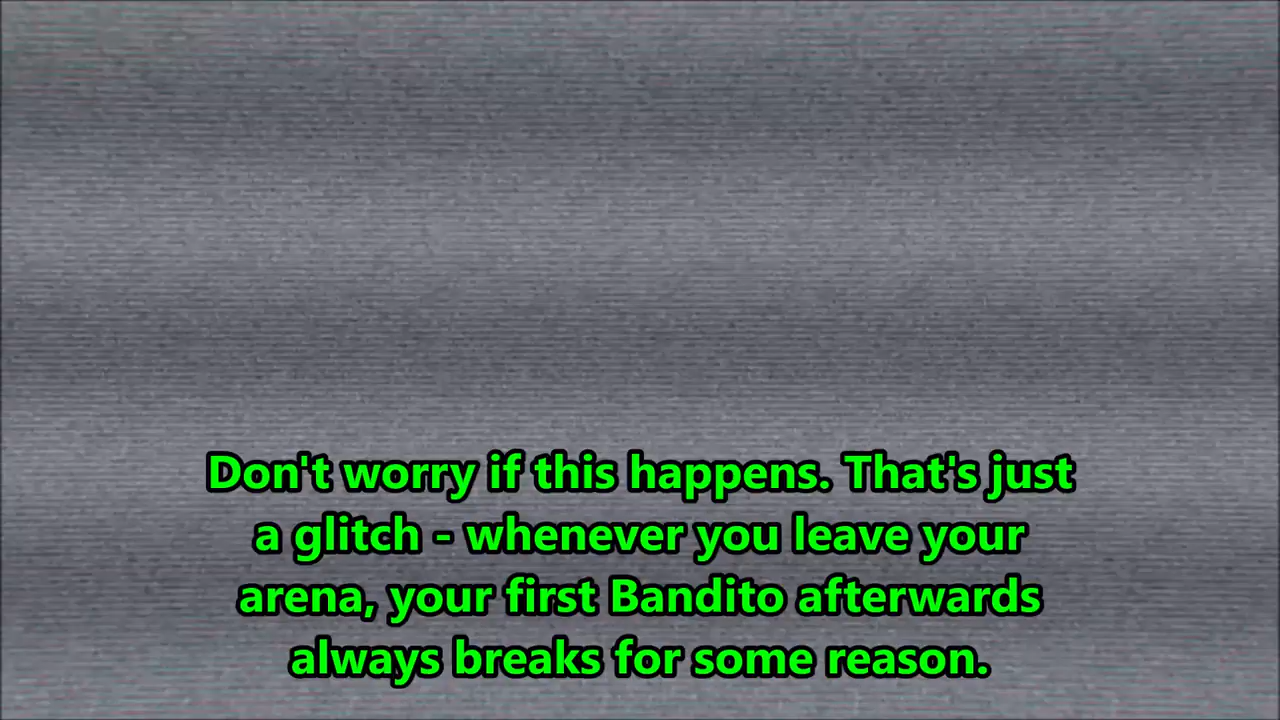 Don't worry if this happens. That's just
a glitch - whenever you leave your
arena, your first Bandito afterwards
always breaks for some reason.